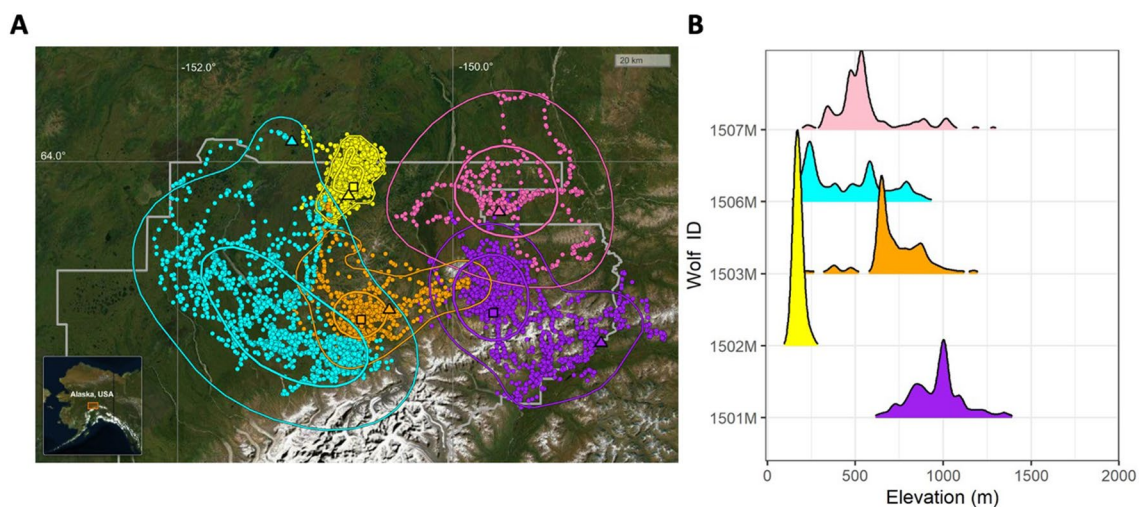 A
B
-152.0°
-150.0°
20 km
64.0°
Alaska, USA
Wolf ID
1507M
1506M
1503M
1502M
1501M
0
500
1000
1500
2000
Elevation (m)